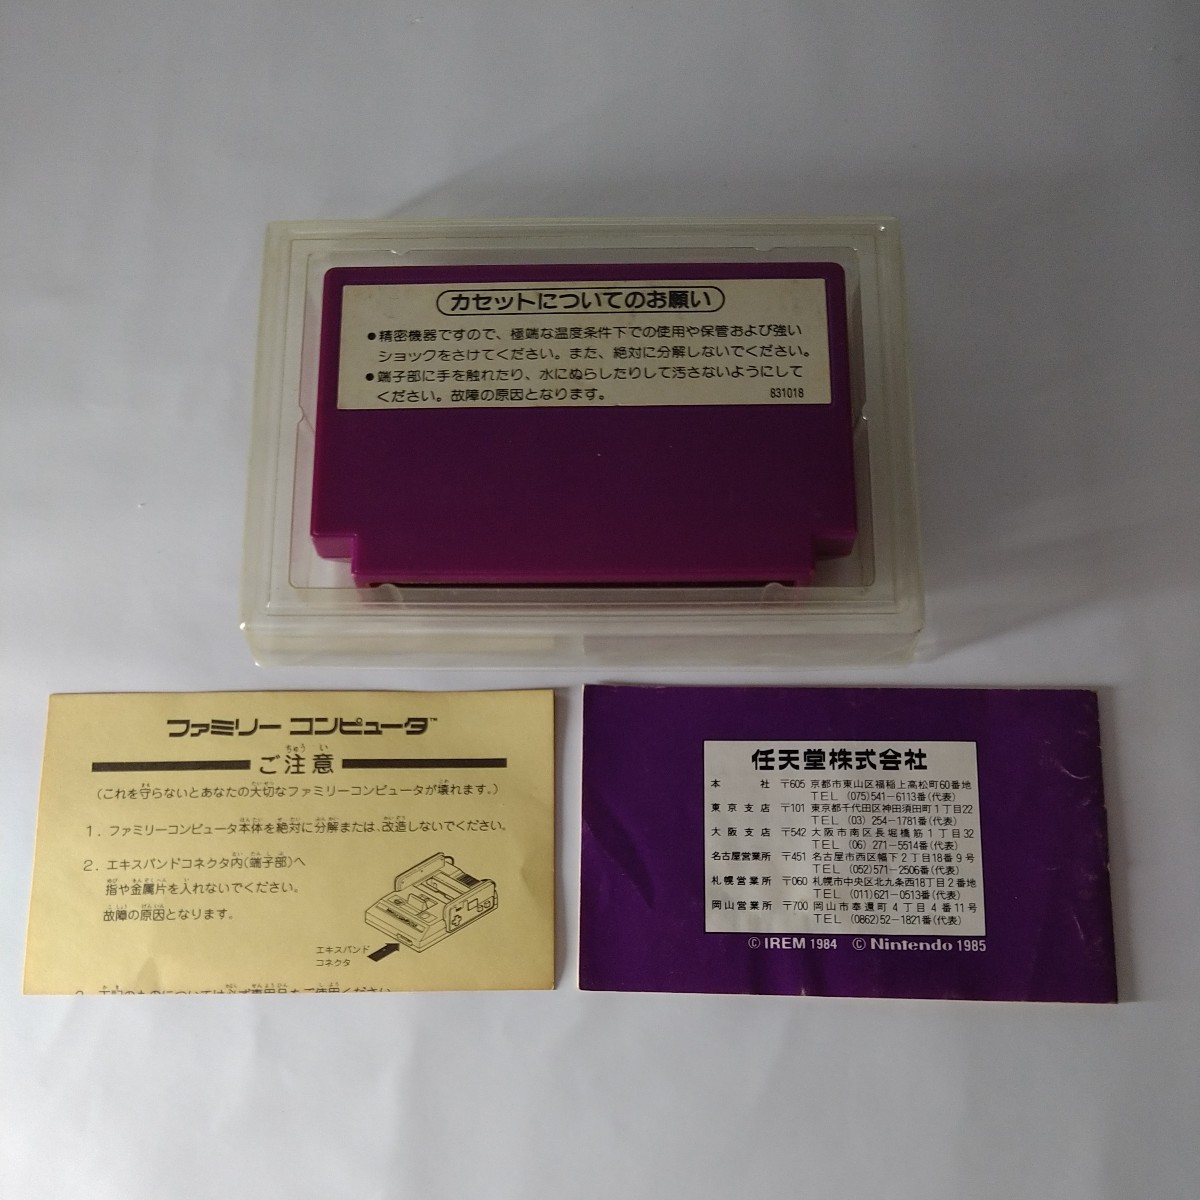 カセットについてのお願い
●精密機器ですので、極端な温度条件下での使用や保管および強い
ショックをさけてください。また、絶対に分解しないでください。
●端子部に手を触れたり、水にぬらしたりして汚さないようにして
ください。故障の原因となります。
831018
ファミリー コンピュータ™
ご注意
(これを守らないとあなたの大切なファミリーコンピュータが壊れます。)
1. ファミリーコンピュータ本体を絶対に分解または、改造しないでください。
2. エキスパンドコネクタ内(端子部)へ
指や金属片を入れないでください。
故障の原因となります。
エキスパンド
コネクタ
任天堂株式会社
本社 〒605 京都市東山区福稲上高松町60番地
TEL (075)541-6113番(代表)
東京支店 〒101 東京都千代田区神田須田町1丁目22
TEL (03) 254-1781番(代表)
大阪支店 〒542 大阪市南区長堀橋筋1丁目32
TEL (06) 271-5514番(代表)
名古屋営業所 〒451 名古屋市西区幅下2丁目18番9号
TEL (052)571-2506番(代表)
札幌営業所 〒060 札幌市中央区北九条西18丁目2番地
TEL (011)621-0513番(代表)
岡山営業所 〒700 岡山市奉還町4丁目4番11号
TEL (0862)52-1821番(代表)
© IREM 1984 © Nintendo 1985